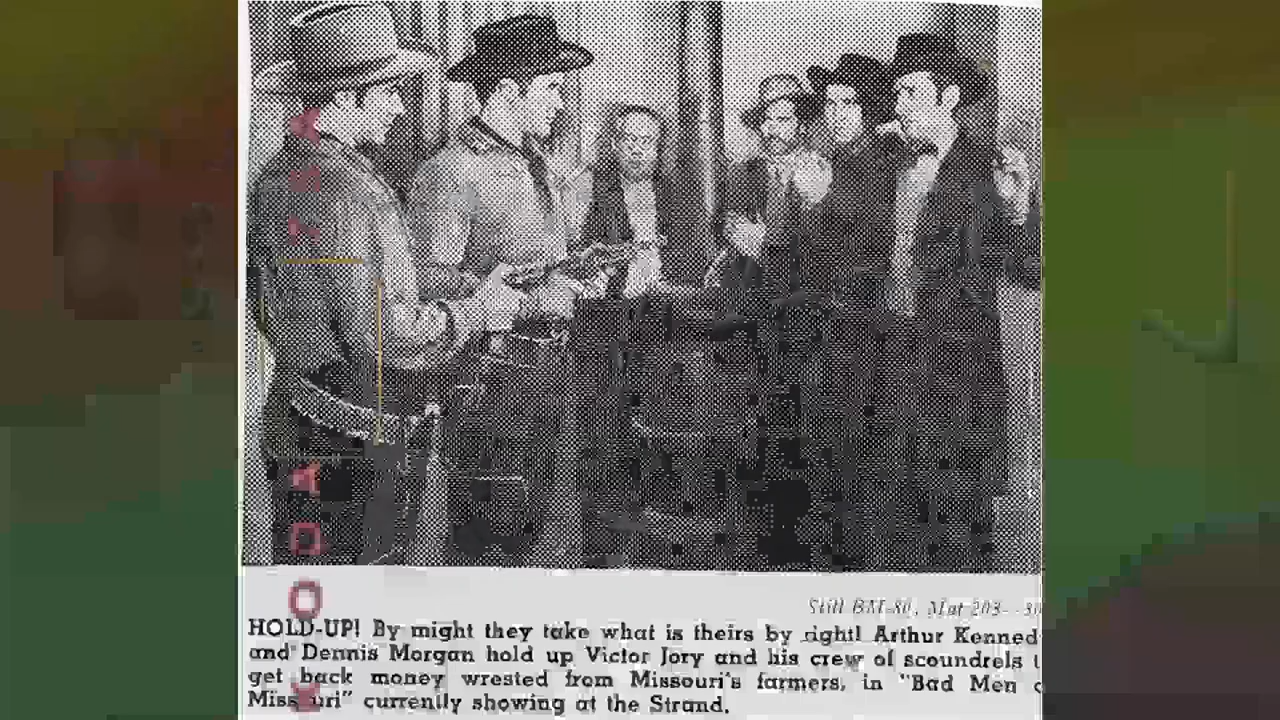 Still BM-80, Mat 203--30
HOLD-UP! By might they take what is theirs by right! Arthur Kenned
and Dennis Morgan hold up Victor Jory and his crew of scoundrels t
get back money wrested from Missouri's farmers, in "Bad Men
Missouri" currently showing at the Strand.